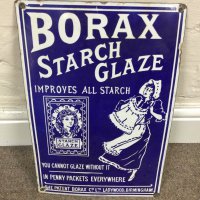 BORAX
STARCH
GLAZE
IMPROVES ALL STARCH
YOU CANNOT GLAZE WITHOUT IT
IN PENNY PACKETS EVERYWHERE
THE PATENT BORAX CO LD LADYWOOD, BIRMINGHAM